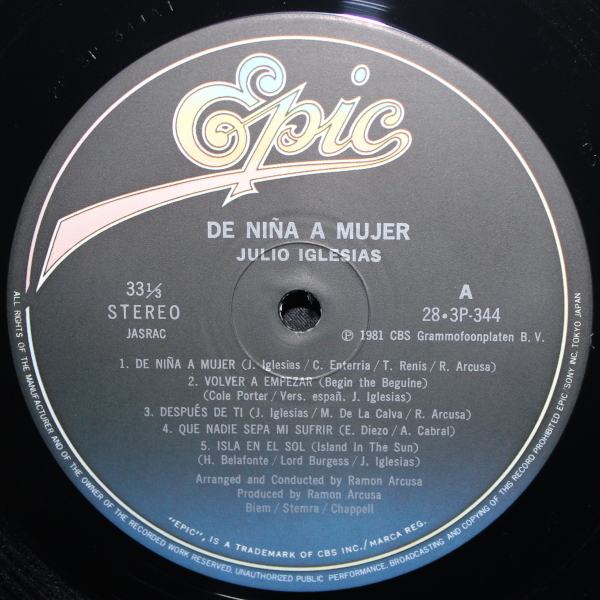 Epic
DE NIÑA A MUJER
JULIO IGLESIAS
33⅓
STEREO
JASRAC
A
28•3P-344
Ⓟ 1981 CBS Grammofoonplaten B. V.
1. DE NIÑA A MUJER (J. Iglesias / C. Enterria / T. Renis / R. Arcusa)
2. VOLVER A EMPEZAR (Begin the Beguine)
(Cole Porter / Vers. españ. J. Iglesias)
3. DESPUÉS DE TI (J. Iglesias / M. De La Calva / R. Arcusa)
4. QUE NADIE SEPA MI SUFRIR (E. Diezo / A. Cabral)
5. ISLA EN EL SOL (Island In The Sun)
(H. Belafonte / Lord Burgess / J. Iglesias)
Arranged and Conducted by Ramon Arcusa
Produced by Ramon Arcusa
Biem / Stemra / Chappell
"EPIC", IS A TRADEMARK OF CBS INC. / MARCA REG.
ALL RIGHTS OF THE MANUFACTURER AND OF THE OWNER OF THE RECORDED WORK RESERVED. UNAUTHORIZED PUBLIC PERFORMANCE, BROADCASTING AND COPYING OF THIS RECORD PROHIBITED EPIC/SONY INC. TOKYO JAPAN